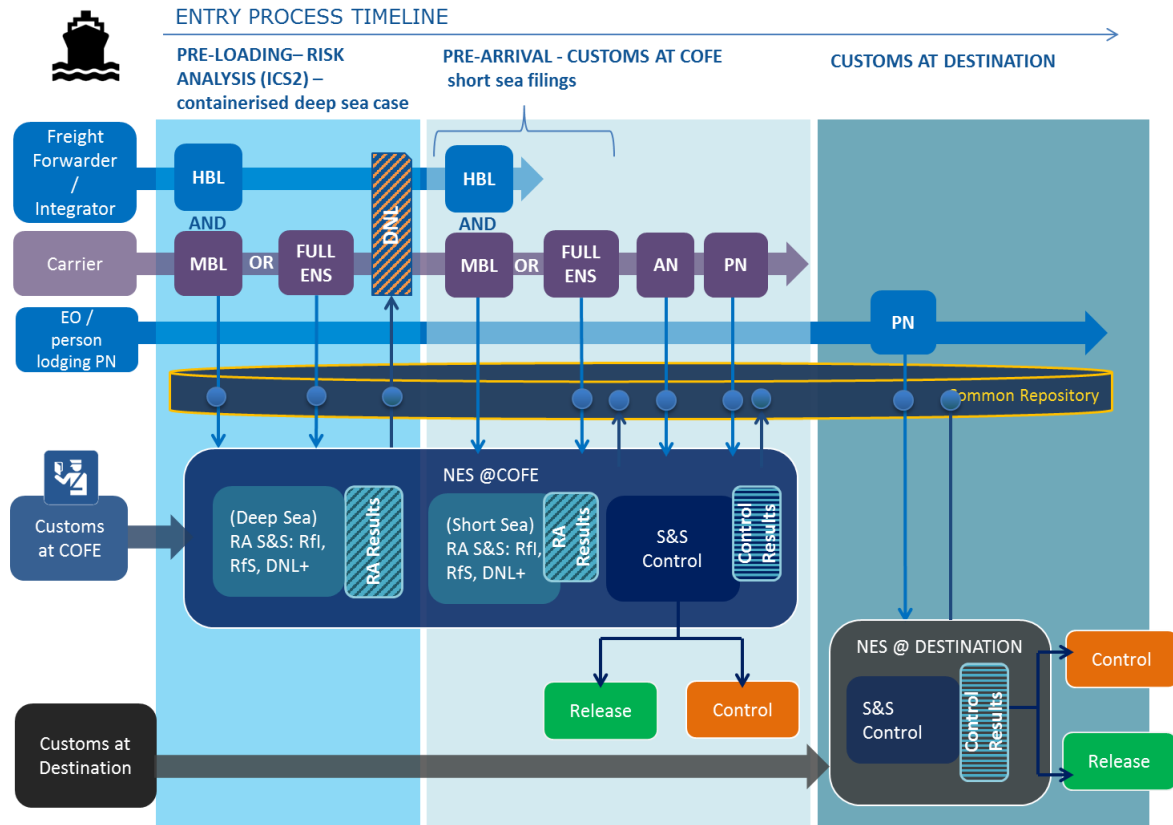 ENTRY PROCESS TIMELINE
PRE-LOADING– RISK
ANALYSIS (ICS2) –
containerised deep sea case
PRE-ARRIVAL - CUSTOMS AT COFE
short sea filings
CUSTOMS AT DESTINATION
Freight
Forwarder
/
Integrator
HBL
AND
DNL
HBL
AND
Carrier
MBL
OR
FULL
ENS
MBL
OR
FULL
ENS
AN
PN
EO /
person
lodging PN
PN
Common Repository
NES @COFE
Customs
at COFE
(Deep Sea)
RA S&S: RfI,
RfS, DNL+
RA Results
(Short Sea)
RA S&S: RfI,
RfS, DNL+
RA
Results
S&S
Control
Control
Results
NES @ DESTINATION
S&S
Control
Control
Results
Control
Release
Release
Control
Customs at
Destination